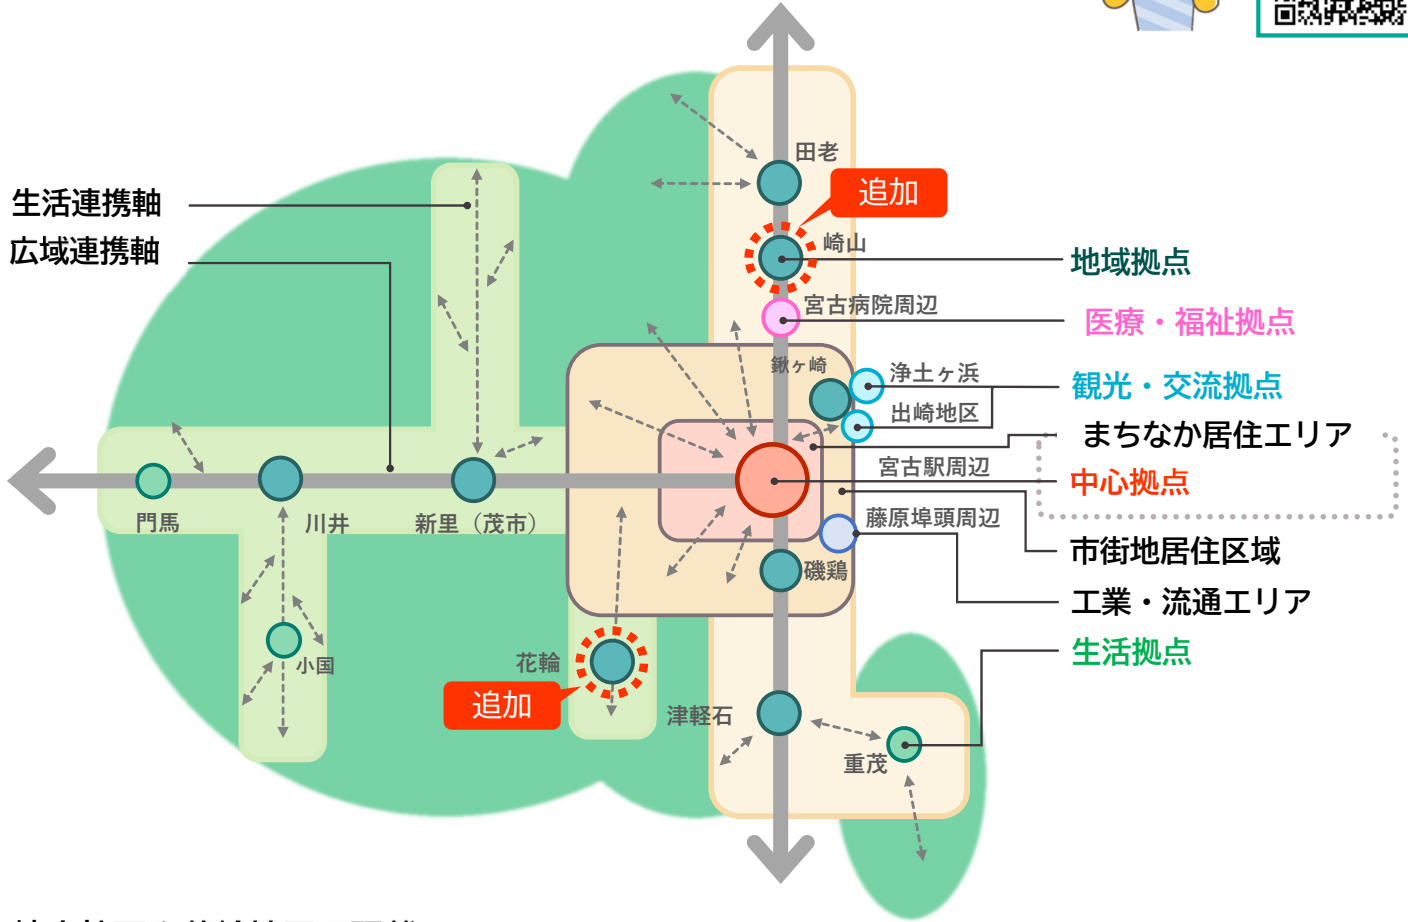 田老
追加
生活連携軸
崎山
広域連携軸
地域拠点
宮古病院周辺
医療・福祉拠点
鍬ヶ崎
浄土ヶ浜
観光・交流拠点
出崎地区
まちなか居住エリア
宮古駅周辺
中心拠点
門馬
川井
新里（茂市）
藤原埠頭周辺
市街地居住区域
磯鶏
工業・流通エリア
小国
花輪
生活拠点
追加
津軽石
重茂